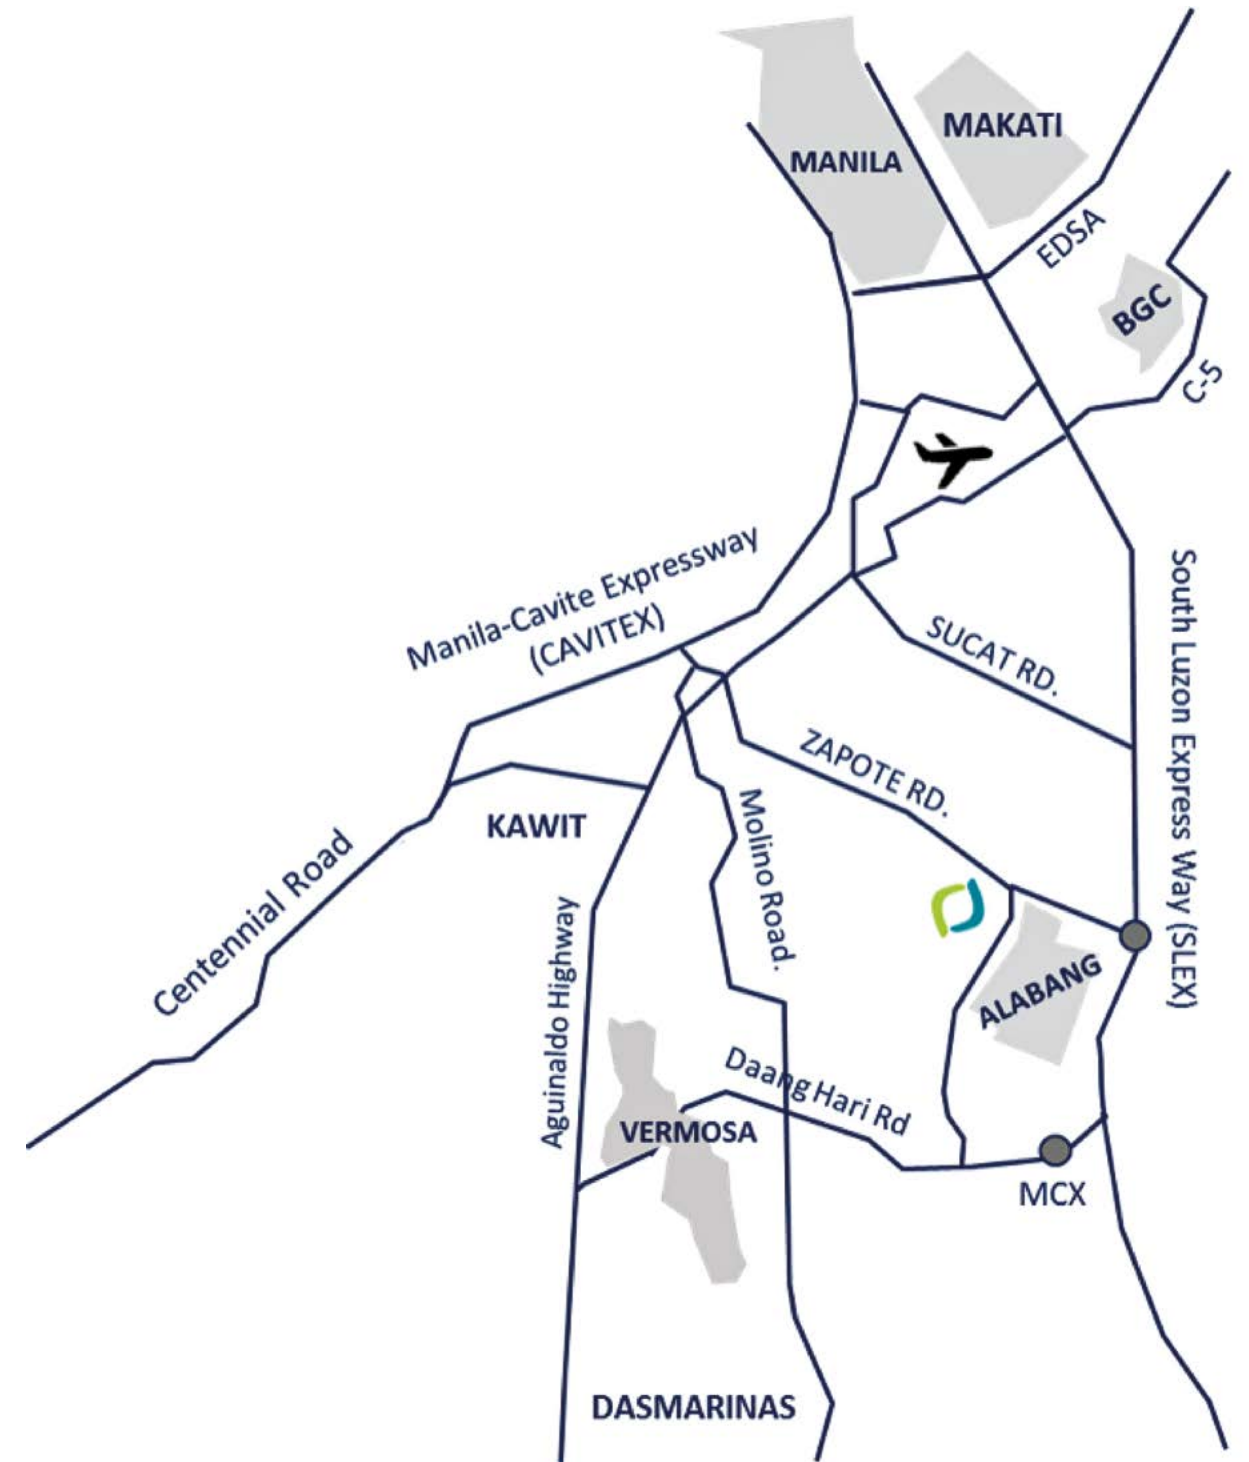 MAKATI
MANILA
EDSA
BGC
C-5
Manila-Cavite Expressway
(CAVITEX)
South Luzon Express Way (SLEX)
SUCAT RD.
ZAPOTE RD.
Molino Road.
KAWIT
Centennial Road
Aguinaldo Highway
ALABANG
Daang Hari Rd
VERMOSA
MCX
DASMARINAS